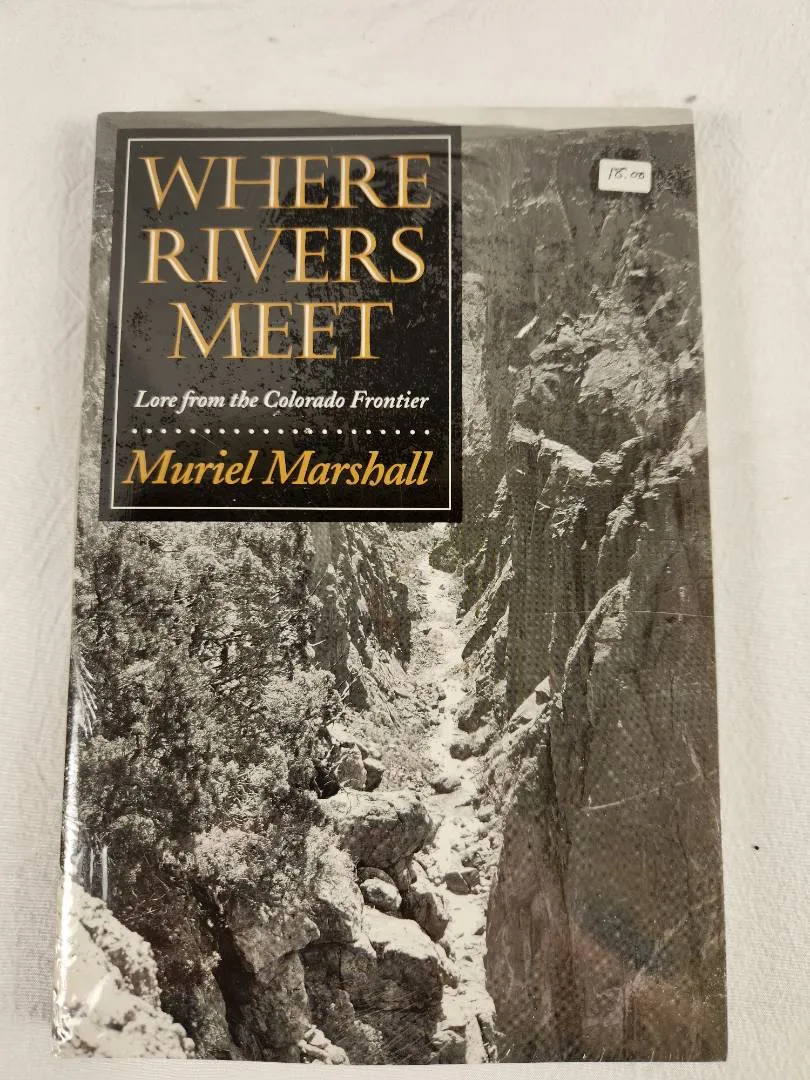 WHERE
RIVERS
MEET
Lore from the Colorado Frontier
Muriel Marshall
18.00